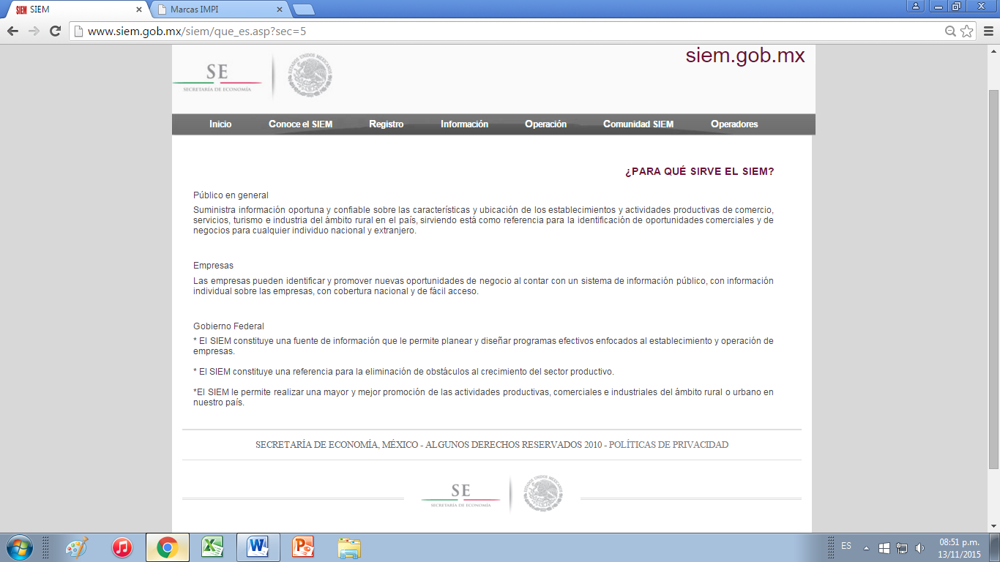 SIEM
Marcas IMPI
www.siem.gob.mx/siem/que_es.asp?sec=5
SE
SECRETARÍA DE ECONOMÍA
ESTADOS UNIDOS MEXICANOS
siem.gob.mx
Inicio Conoce el SIEM Registro Información Operación Comunidad SIEM Operadores
¿PARA QUÉ SIRVE EL SIEM?
Público en general
Suministra información oportuna y confiable sobre las características y ubicación de los establecimientos y actividades productivas de comercio,
servicios, turismo e industria del ámbito rural en el país, sirviendo está como referencia para la identificación de oportunidades comerciales y de
negocios para cualquier individuo nacional y extranjero.
Empresas
Las empresas pueden identificar y promover nuevas oportunidades de negocio al contar con un sistema de información público, con información
individual sobre las empresas, con cobertura nacional y de fácil acceso.
Gobierno Federal
* El SIEM constituye una fuente de información que le permite planear y diseñar programas efectivos enfocados al establecimiento y operación de
empresas.
* El SIEM constituye una referencia para la eliminación de obstáculos al crecimiento del sector productivo.
*El SIEM le permite realizar una mayor y mejor promoción de las actividades productivas, comerciales e industriales del ámbito rural o urbano en
nuestro país.
SECRETARÍA DE ECONOMÍA, MÉXICO - ALGUNOS DERECHOS RESERVADOS 2010 - POLÍTICAS DE PRIVACIDAD
SE
SECRETARÍA DE ECONOMÍA
ESTADOS UNIDOS MEXICANOS
ES
08:51 p.m.
13/11/2015